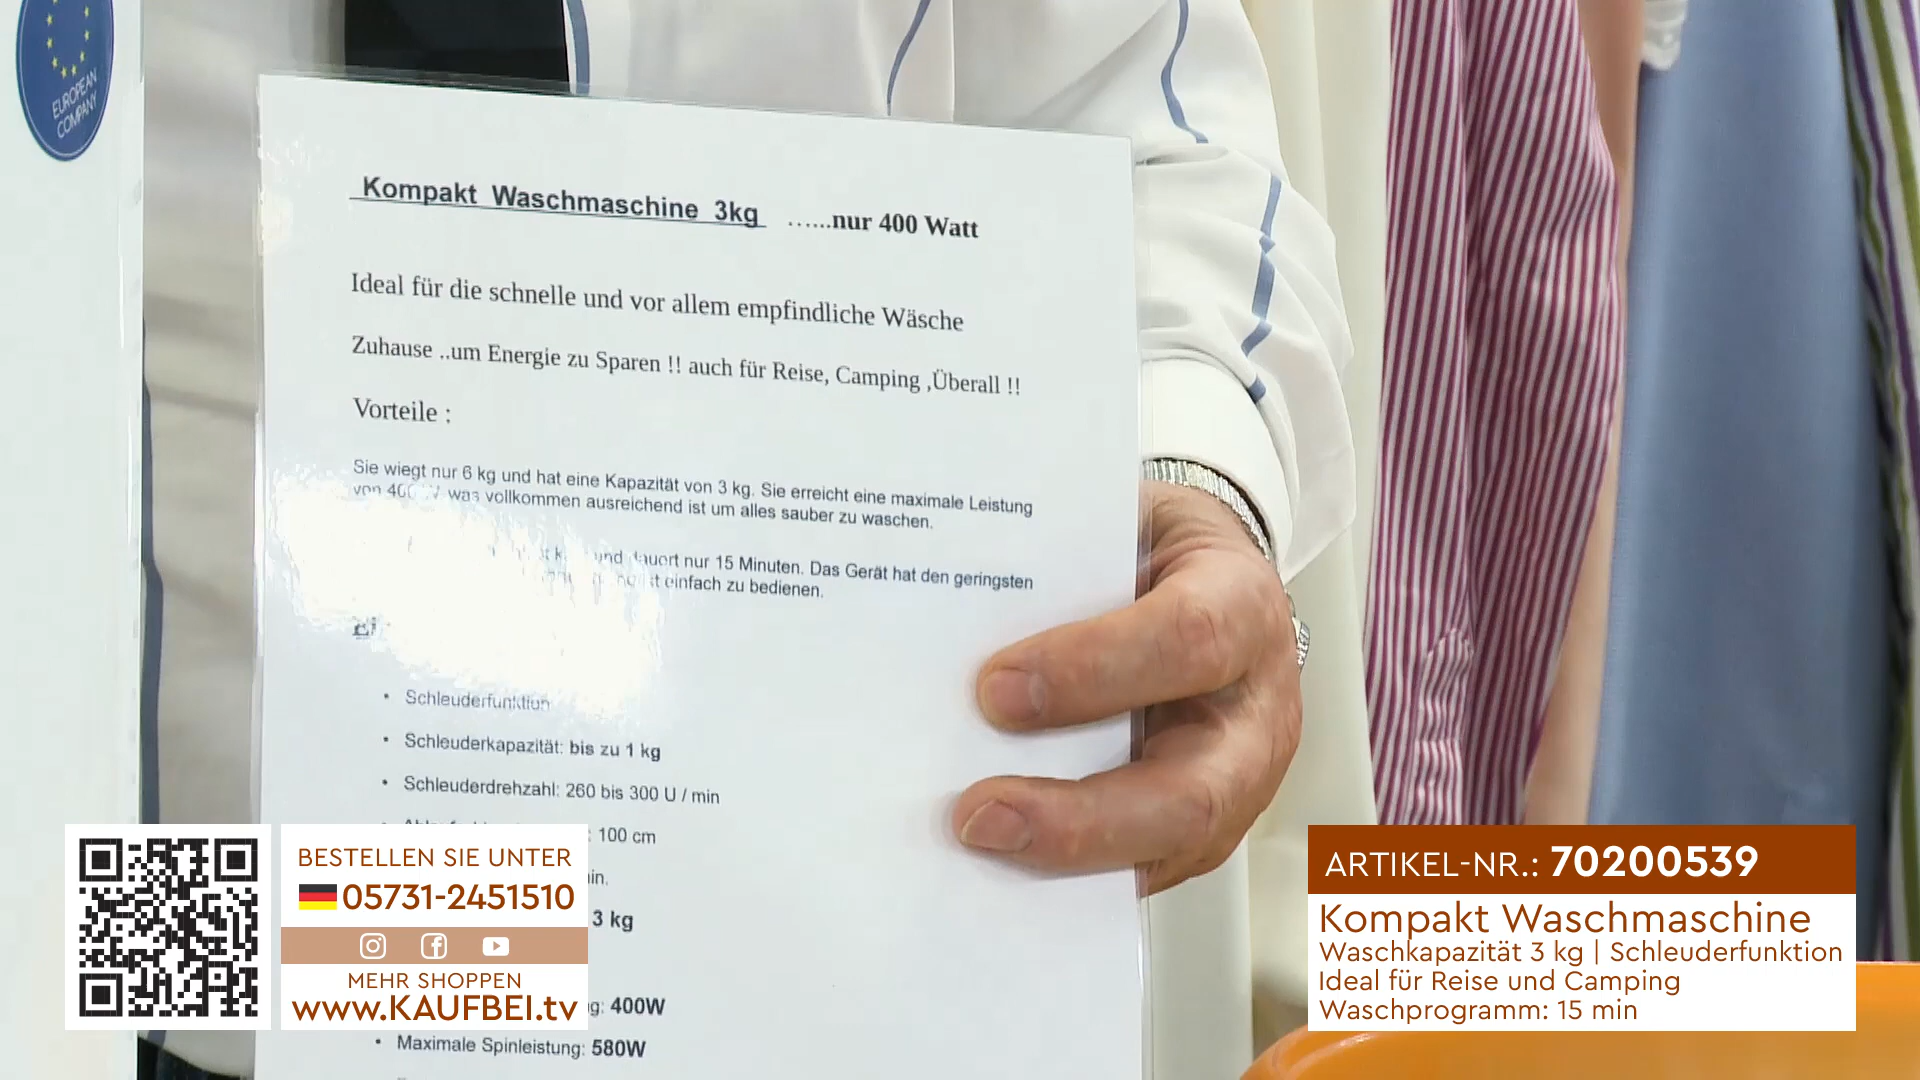 EUROPEAN
COMPANY
Kompakt Waschmaschine 3kg ......nur 400 Watt
Ideal für die schnelle und vor allem empfindliche Wäsche
Zuhause ..um Energie zu Sparen !! auch für Reise, Camping ,Überall !!
Vorteile :
Sie wiegt nur 6 kg und hat eine Kapazität von 3 kg. Sie erreicht eine maximale Leistung
von was vollkommen ausreichend ist um alles sauber zu waschen.
und dauert nur 15 Minuten. Das Gerät hat den geringsten
einfach zu bedienen.
• Schleuderfunktion
• Schleuderkapazität: bis zu 1 kg
• Schleuderdrehzahl: 260 bis 300 U / min
: 100 cm
3 kg
400W
• Maximale Spinleistung: 580W
BESTELLEN SIE UNTER
05731-2451510
MEHR SHOPPEN
www.KAUFBEI.tv
ARTIKEL-NR.: 70200539
Kompakt Waschmaschine
Waschkapazität 3 kg | Schleuderfunktion
Ideal für Reise und Camping
Waschprogramm: 15 min